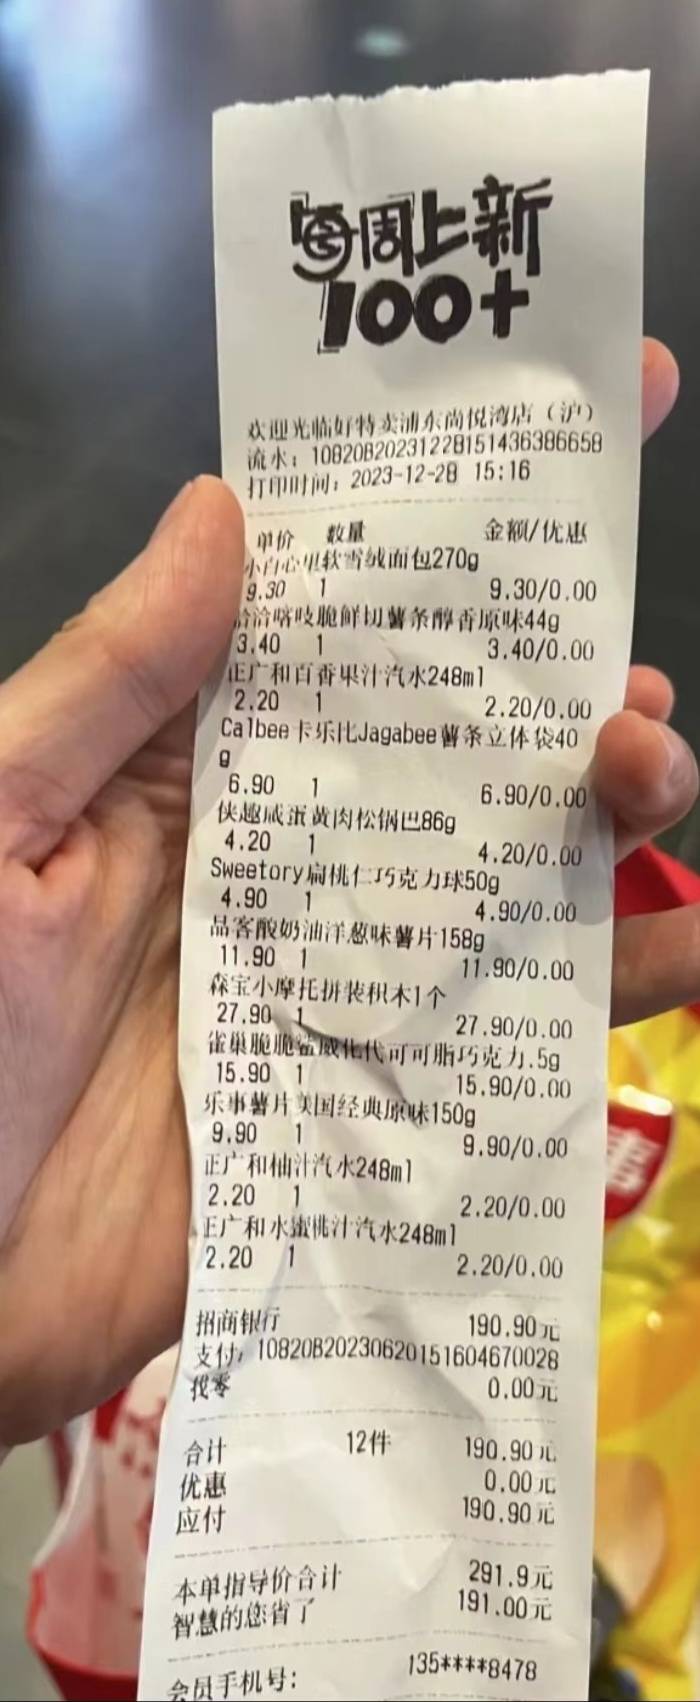 每周上新
100+
欢迎光临好特卖浦东尚悦湾店（沪）
流水：10820B20231228151436386658
打印时间：2023-12-28 15:16
单价 数量 金额/优惠
小白心里软雪绒面包270g
9.30 1 9.30/0.00
洽洽喀吱脆鲜切薯条醇香原味44g
3.40 1 3.40/0.00
正广和百香果汁汽水248ml
2.20 1 2.20/0.00
Calbee卡乐比Jagabee薯条立体袋40
g
6.90 1 6.90/0.00
侠趣咸蛋黄肉松锅巴86g
4.20 1 4.20/0.00
Sweetory扁桃仁巧克力球50g
4.90 1 4.90/0.00
品客酸奶油洋葱味薯片158g
11.90 1 11.90/0.00
森宝小摩托拼装积木1个
27.90 1 27.90/0.00
雀巢脆脆鲨威化代可可脂巧克力.5g
15.90 1 15.90/0.00
乐事薯片美国经典原味150g
9.90 1 9.90/0.00
正广和柚汁汽水248ml
2.20 1 2.20/0.00
正广和水蜜桃汁汽水248ml
2.20 1 2.20/0.00
招商银行 190.90元
支付：10820B20230620151604670028
找零 0.00元
合计 12件 190.90元
优惠 0.00元
应付 190.90元
本单指导价合计 291.9元
智慧的您省了 191.00元
会员手机号： 135****8478